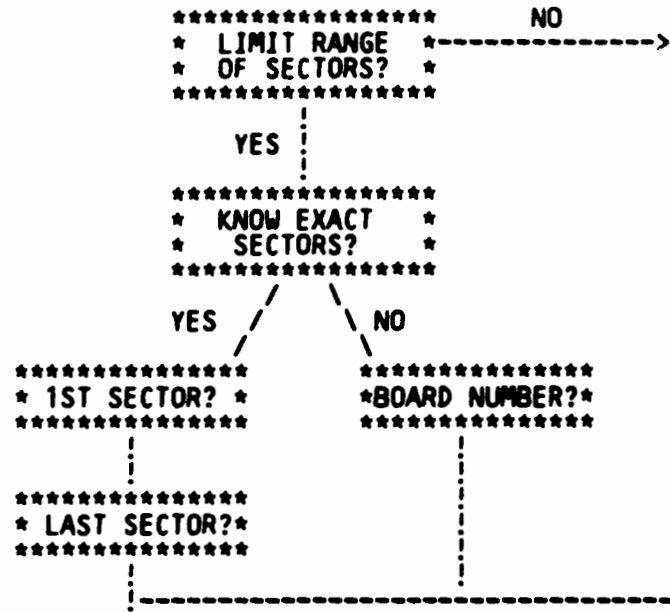 NO
LIMIT RANGE
OF SECTORS?
YES
KNOW EXACT
SECTORS?
YES NO
1ST SECTOR? BOARD NUMBER?
LAST SECTOR?